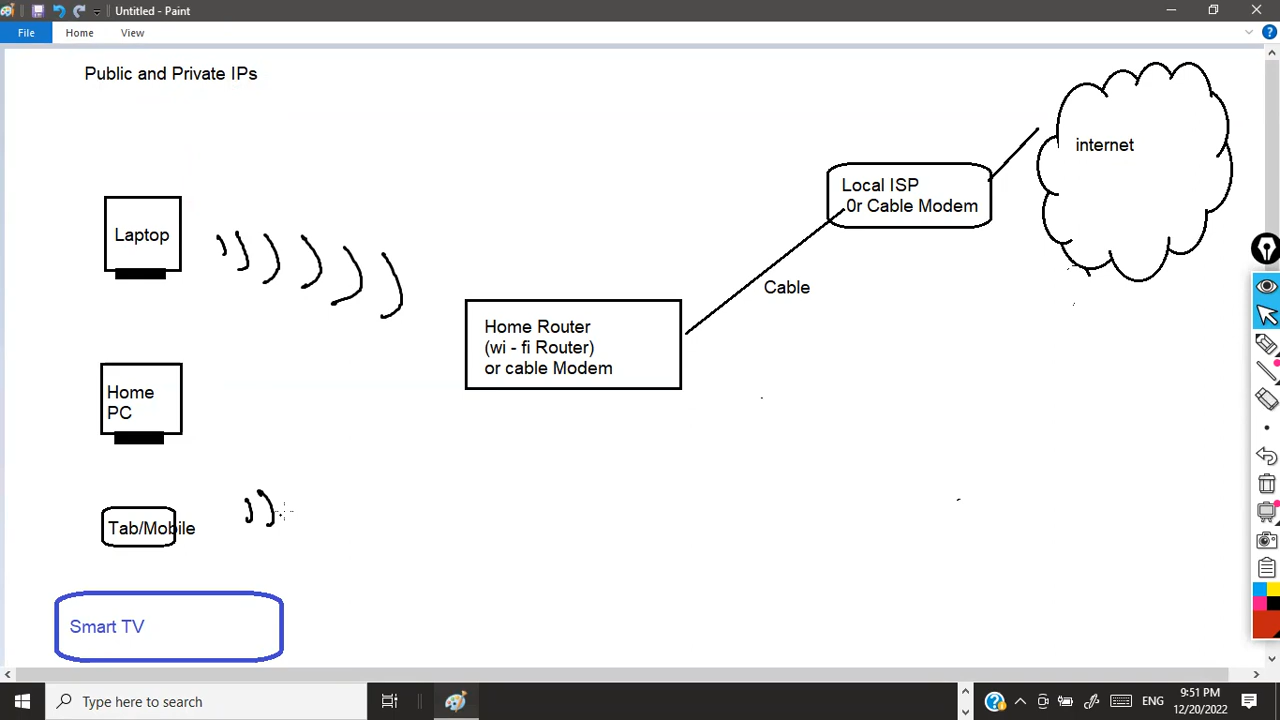 Untitled - Paint
File Home View
Public and Private IPs
internet
Local ISP
0r Cable Modem
Laptop
Cable
Home Router
(wi - fi Router)
or cable Modem
Home
PC
Tab/Mobile
Smart TV
Type here to search
ENG
9:51 PM
12/20/2022